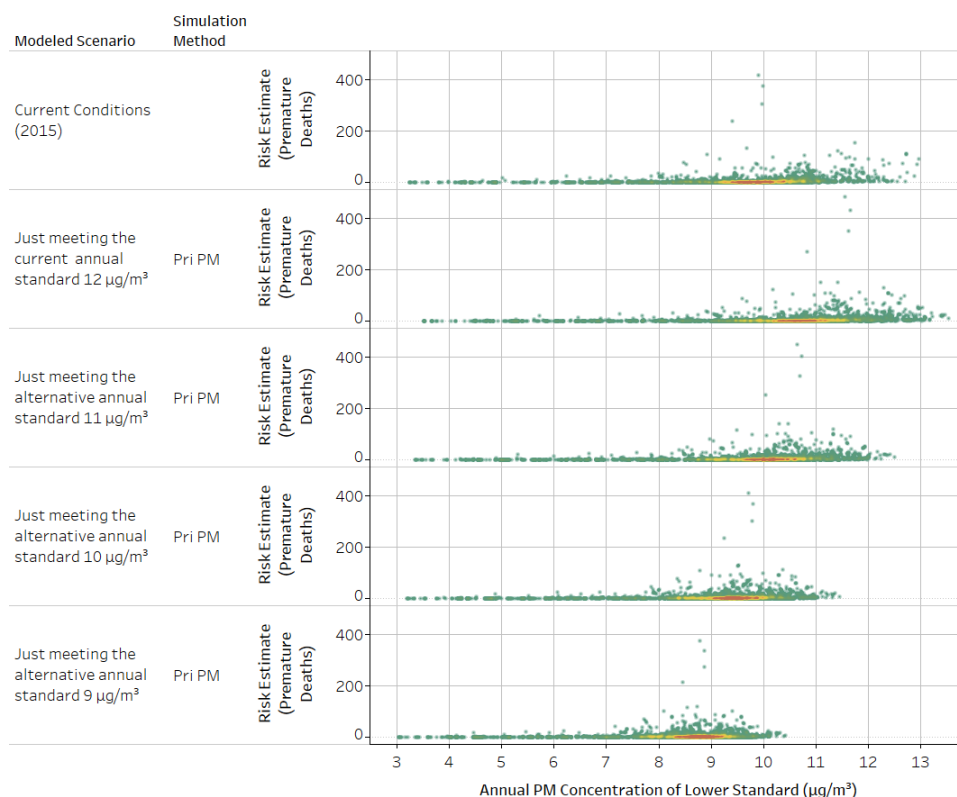 Modeled Scenario
Simulation
Method
Current Conditions
(2015)
Risk Estimate
(Premature
Deaths)
400
200
0
Just meeting the
current annual
standard 12 µg/m³
Pri PM
Risk Estimate
(Premature
Deaths)
400
200
0
Just meeting the
alternative annual
standard 11 µg/m³
Pri PM
Risk Estimate
(Premature
Deaths)
400
200
0
Just meeting the
alternative annual
standard 10 µg/m³
Pri PM
Risk Estimate
(Premature
Deaths)
400
200
0
Just meeting the
alternative annual
standard 9 µg/m³
Pri PM
Risk Estimate
(Premature
Deaths)
400
200
0
3 4 5 6 7 8 9 10 11 12 13
Annual PM Concentration of Lower Standard (µg/m³)